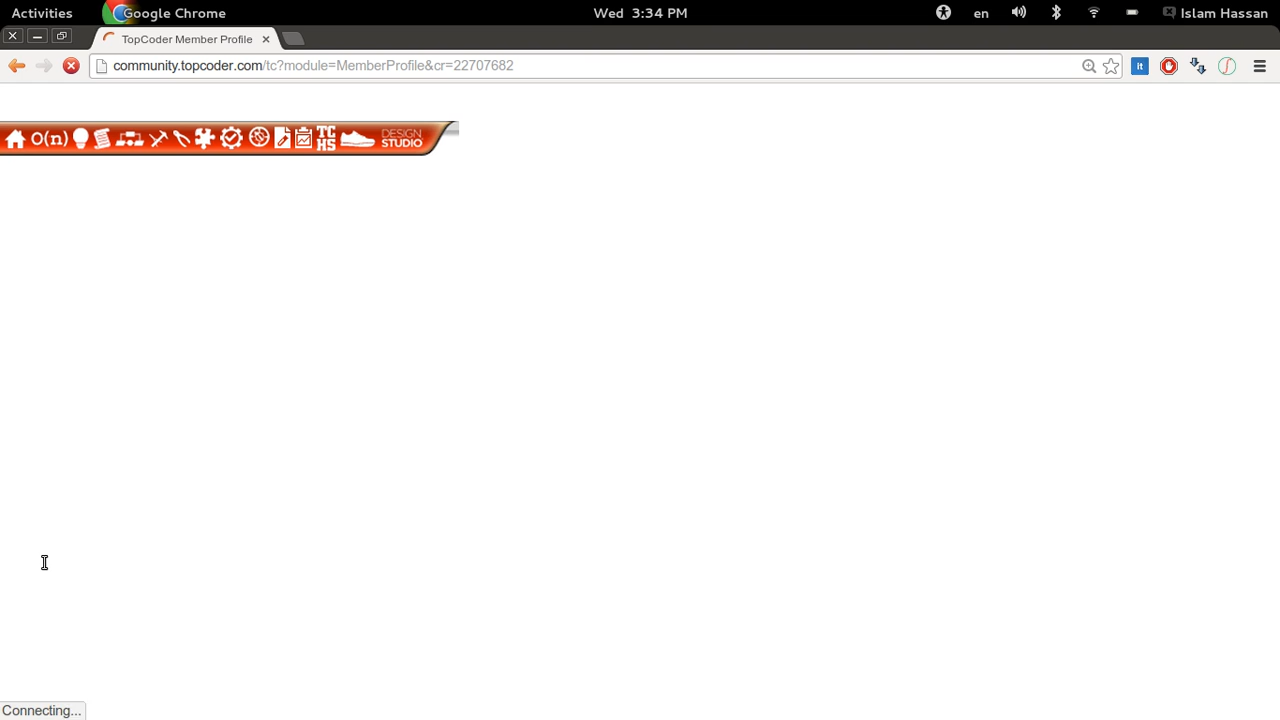 Activities Google Chrome Wed 3:34 PM en Islam Hassan
TopCoder Member Profile
community.topcoder.com/tc?module=MemberProfile&cr=22707682 it
O(n) TC HS DESIGN STUDIO
Connecting...